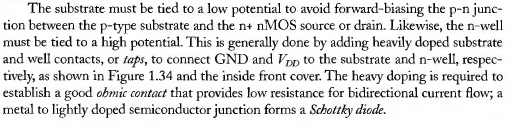 The substrate must be tied to a low potential to avoid forward-biasing the p-n junc-
tion between the p-type substrate and the n+ nMOS source or drain. Likewise, the n-well
must be tied to a high potential. This is generally done by adding heavily doped substrate
and well contacts, or taps, to connect GND and VDD to the substrate and n-well, respec-
tively, as shown in Figure 1.34 and the inside front cover. The heavy doping is required to
establish a good ohmic contact that provides low resistance for bidirectional current flow; a
metal to lightly doped semiconductor junction forms a Schottky diode.